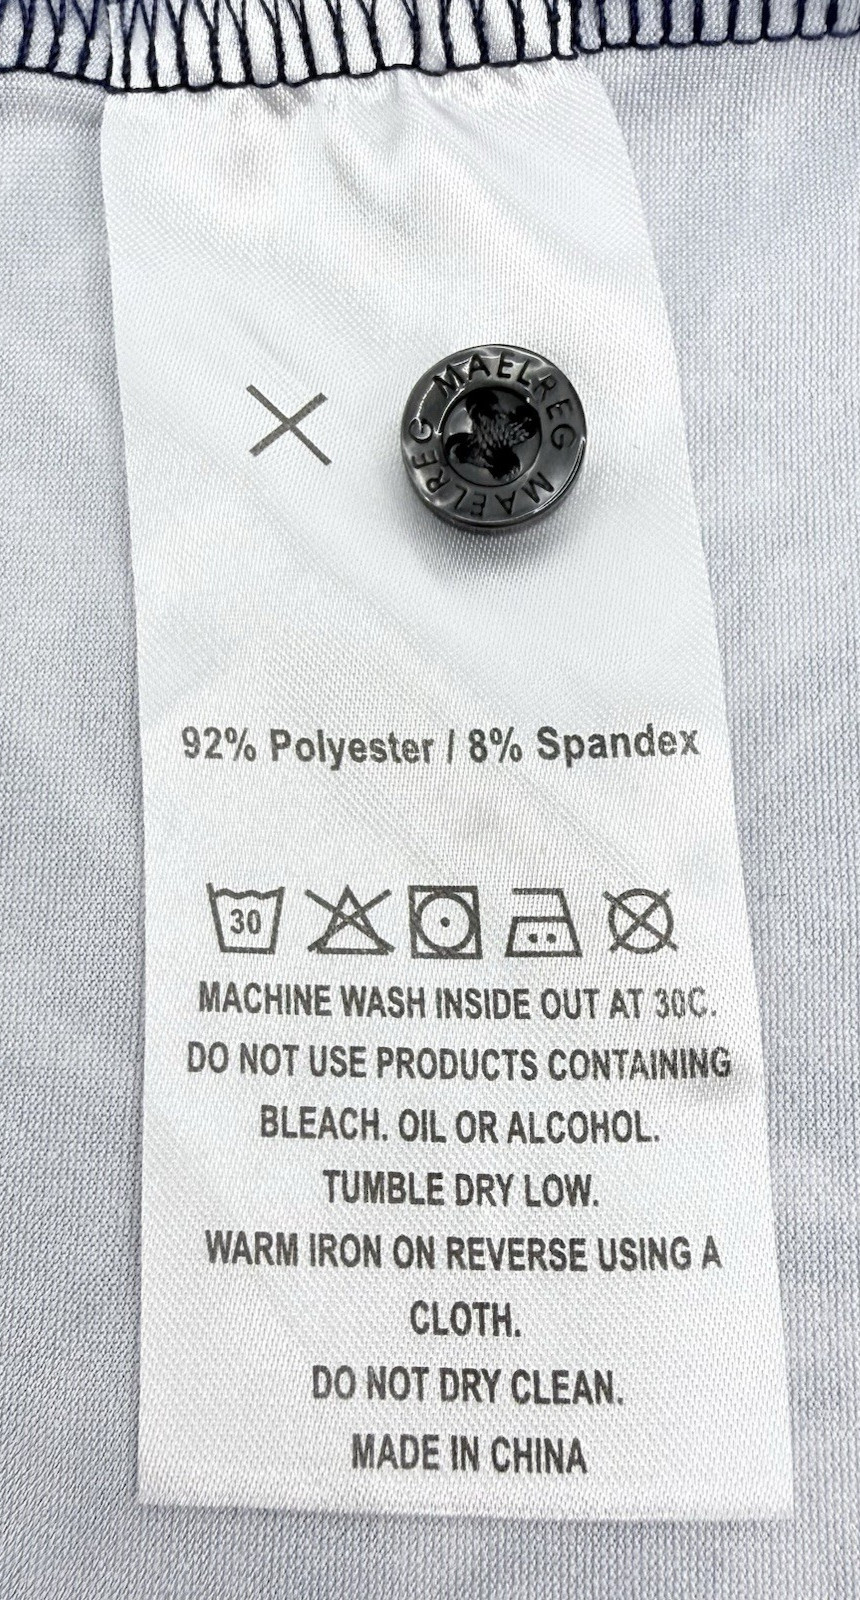 MAELREG MAELREG
92% Polyester / 8% Spandex
30
MACHINE WASH INSIDE OUT AT 30C.
DO NOT USE PRODUCTS CONTAINING
BLEACH. OIL OR ALCOHOL.
TUMBLE DRY LOW.
WARM IRON ON REVERSE USING A
CLOTH.
DO NOT DRY CLEAN.
MADE IN CHINA